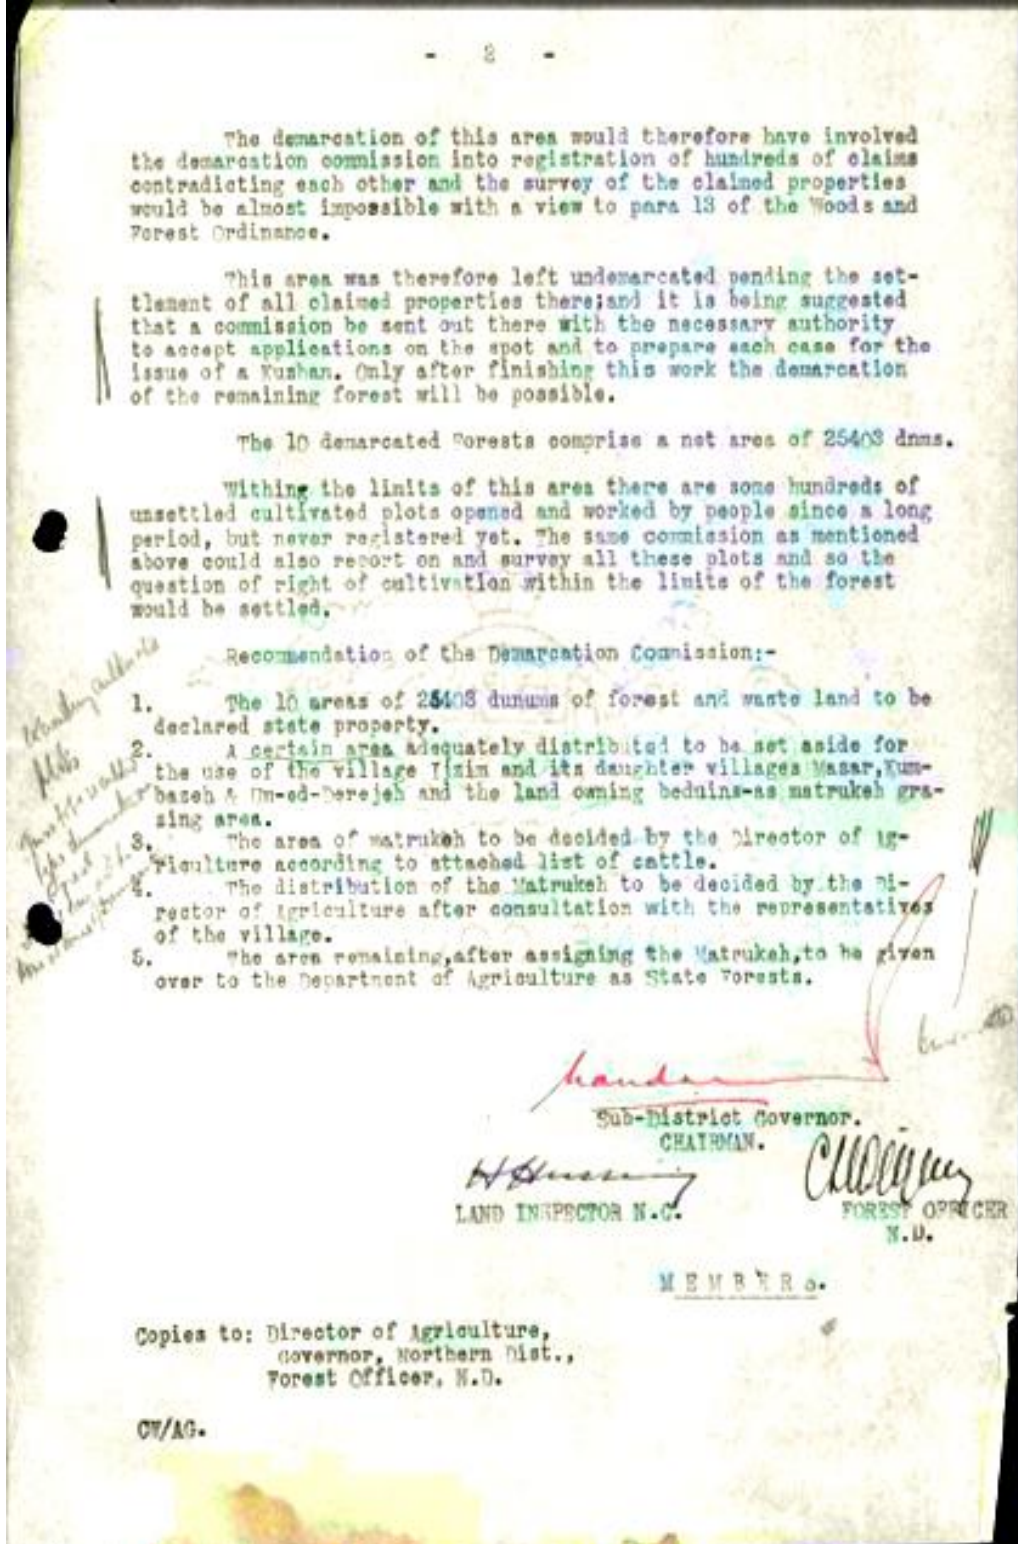 - 2 -
The demarcation of this area would therefore have involved
the demarcation commission into registration of hundreds of claims
contradicting each other and the survey of the claimed properties
would be almost impossible with a view to para 13 of the Woods and
Forest Ordinance.
This area was therefore left undemarcated pending the set-
tlement of all claimed properties there;and it is being suggested
that a commission be sent out there with the necessary authority
to accept applications on the spot and to prepare each case for the
issue of a Kushan. Only after finishing this work the demarcation
of the remaining forest will be possible.
The 10 demarcated Forests comprise a net area of 25403 dnms.
Withing the limits of this area there are some hundreds of
unsettled cultivated plots opened and worked by people since a long
period, but never registered yet. The same commission as mentioned
above could also report on and survey all these plots and so the
question of right of cultivation within the limits of the forest
would be settled.
Recommendation of the Demarcation Commission:-
1. The 10 areas of 25403 dunums of forest and waste land to be
declared state property.
2. A certain area adequately distributed to be set aside for
the use of the village Tizim and its daughter villages Mazar,Kum-
bazeh & Um-ed-Derejeh and the land owning beduins-as matrukeh gra-
zing area.
3. The area of matrukeh to be decided by the Director of Ag-
riculture according to attached list of cattle.
4. The distribution of the Matrukeh to be decided by the Di-
rector of Agriculture after consultation with the representatives
of the village.
5. The area remaining,after assigning the Matrukeh,to be given
over to the Department of Agriculture as State Forests.
Sub-District Governor.
CHAIRMAN.
LAND INSPECTOR N.C.
FOREST OFFICER
N.D.
MEMBERS.
Copies to: Director of Agriculture,
Governor, Northern Dist.,
Forest Officer, N.D.
CW/AG.